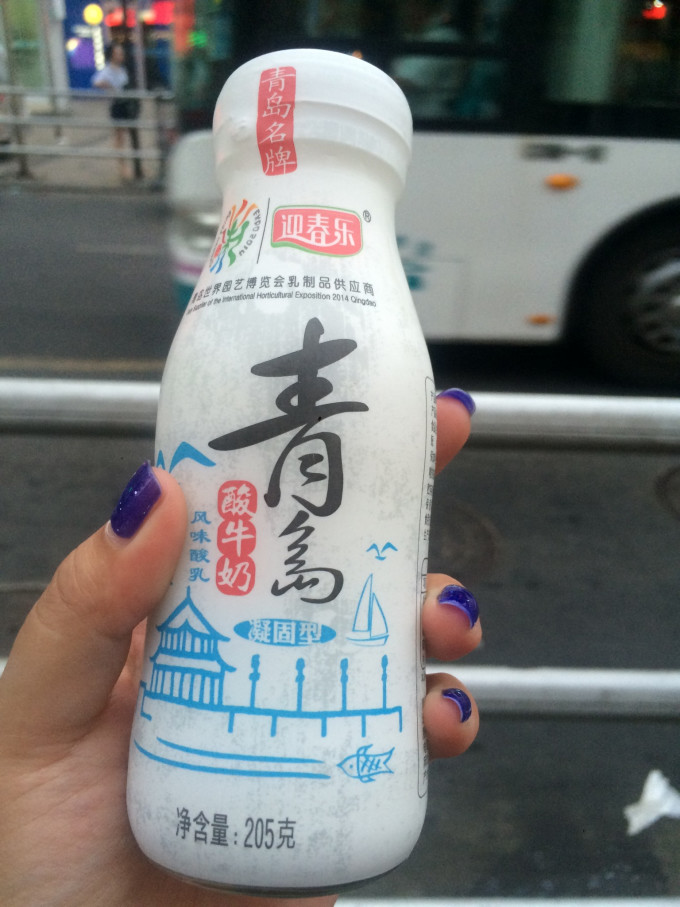 青岛名牌
EXPO 2014
迎春乐®
青岛世界园艺博览会乳制品供应商
of the International Horticultural Exposition 2014 Qingdao
青岛
酸牛奶
风味酸乳
凝固型
净含量：205克